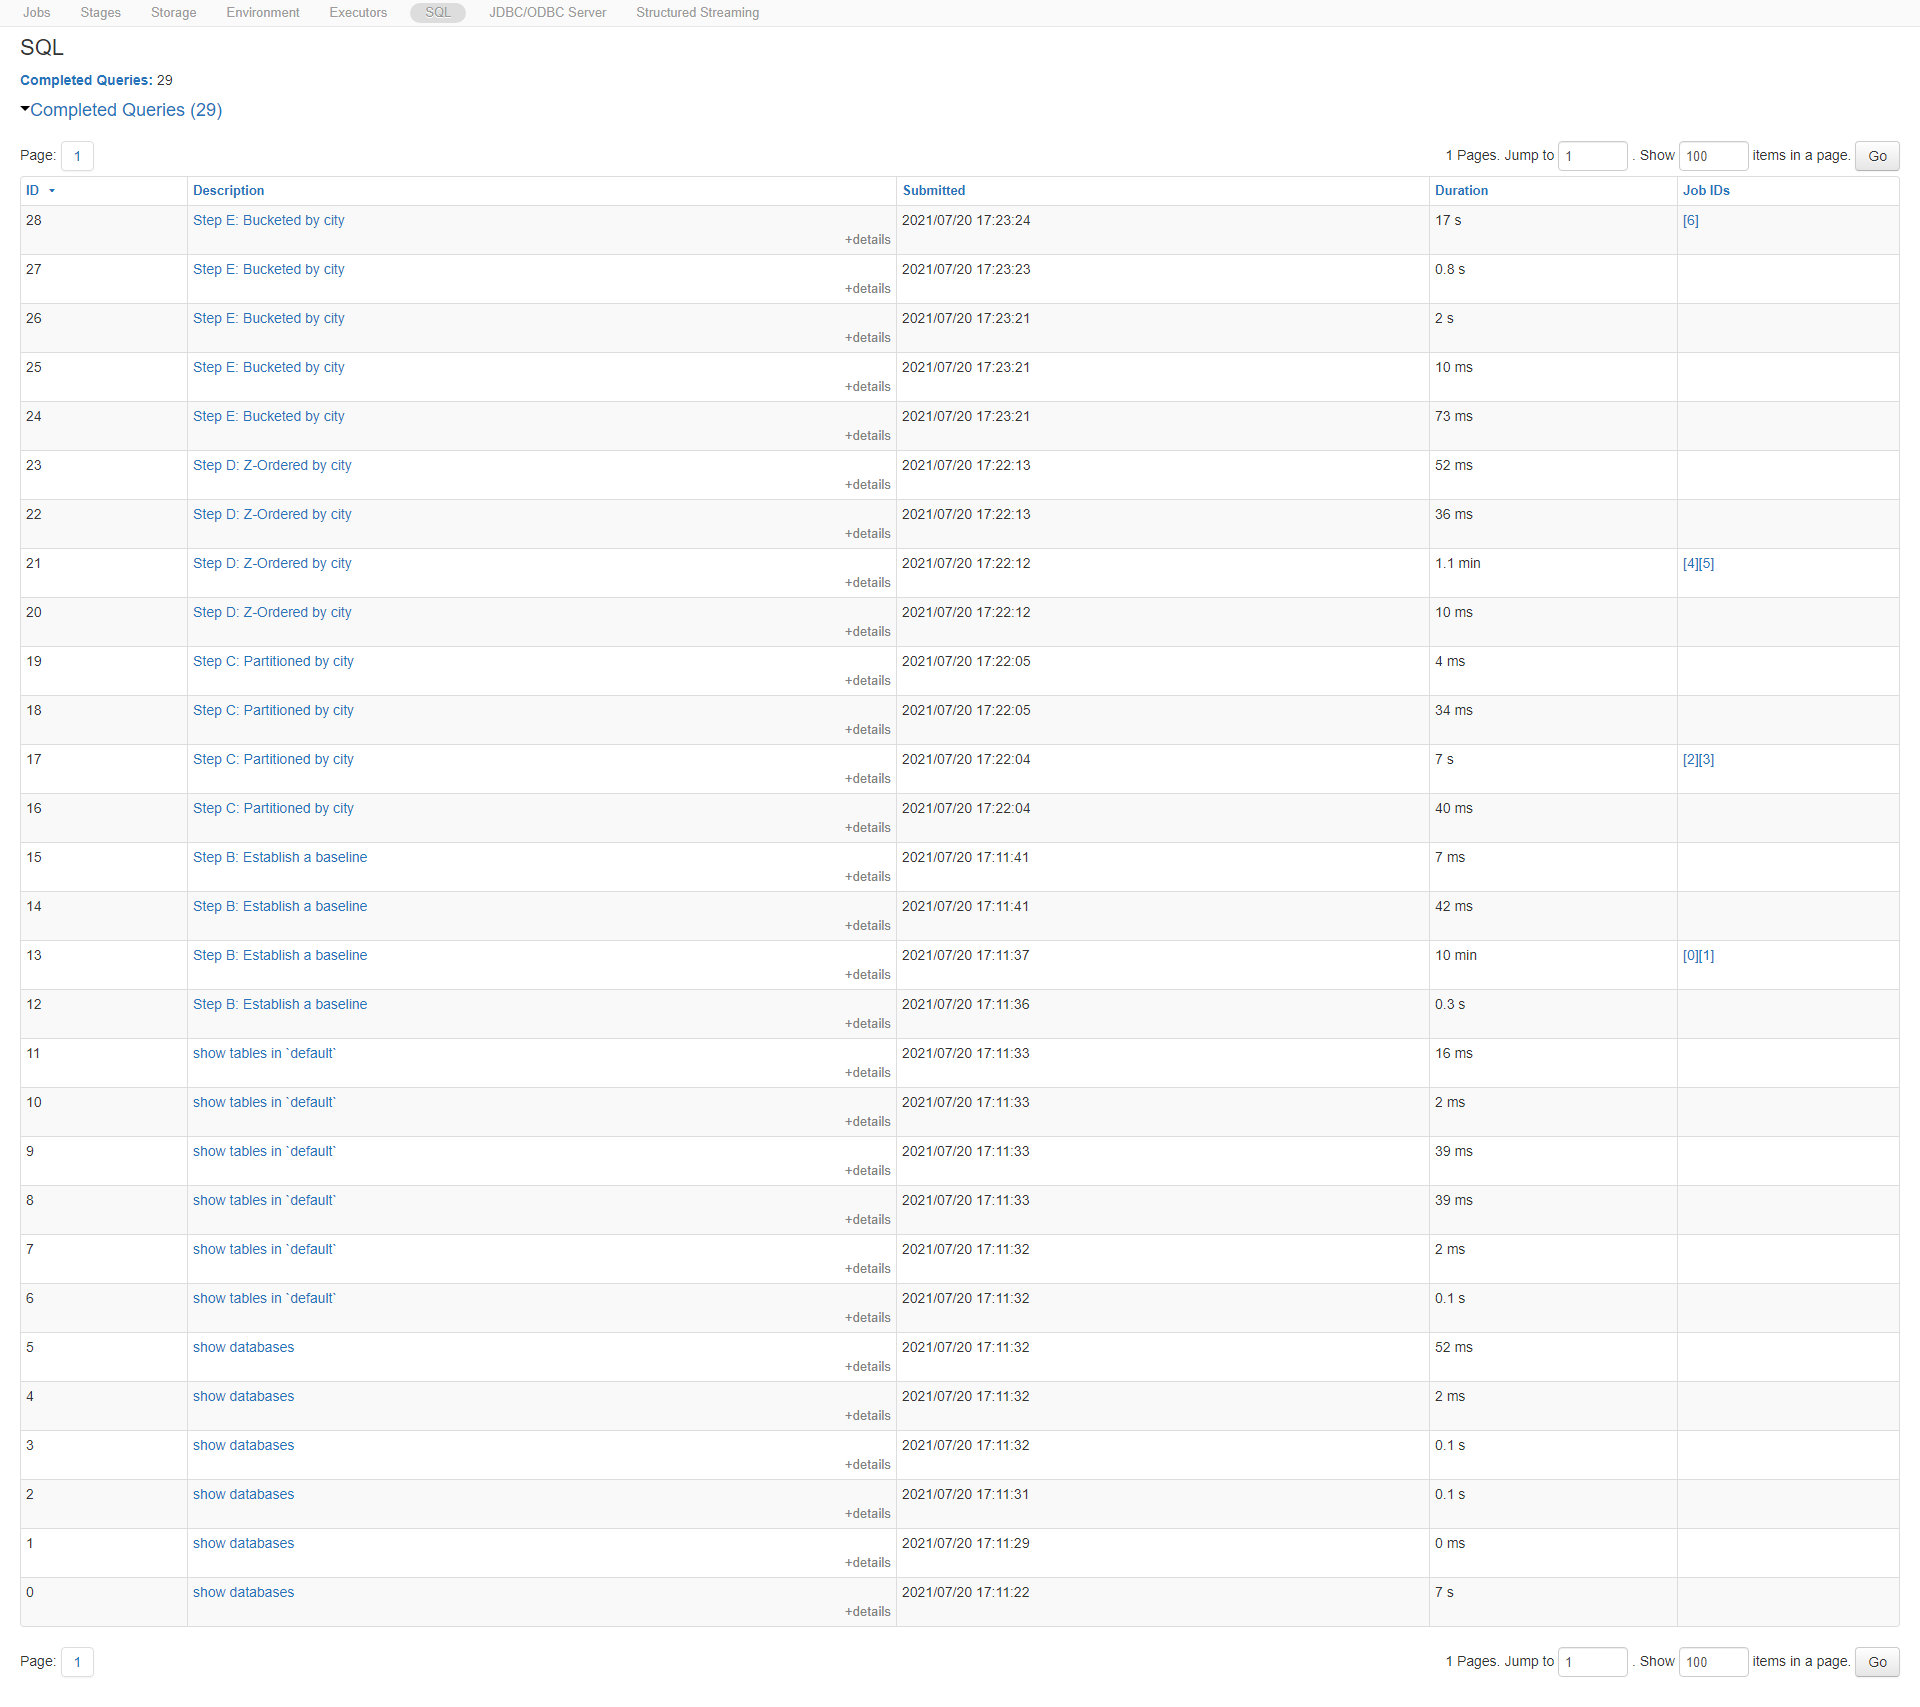 Jobs Stages Storage Environment Executors SQL JDBC/ODBC Server Structured Streaming
SQL
Completed Queries: 29
Completed Queries (29)
Page: 1 1 Pages. Jump to 1 . Show 100 items in a page. Go
ID Description Submitted Duration Job IDs
28 Step E: Bucketed by city 2021/07/20 17:23:24 17 s [6]
+details
27 Step E: Bucketed by city 2021/07/20 17:23:23 0.8 s
+details
26 Step E: Bucketed by city 2021/07/20 17:23:21 2 s
+details
25 Step E: Bucketed by city 2021/07/20 17:23:21 10 ms
+details
24 Step E: Bucketed by city 2021/07/20 17:23:21 73 ms
+details
23 Step D: Z-Ordered by city 2021/07/20 17:22:13 52 ms
+details
22 Step D: Z-Ordered by city 2021/07/20 17:22:13 36 ms
+details
21 Step D: Z-Ordered by city 2021/07/20 17:22:12 1.1 min [4][5]
+details
20 Step D: Z-Ordered by city 2021/07/20 17:22:12 10 ms
+details
19 Step C: Partitioned by city 2021/07/20 17:22:05 4 ms
+details
18 Step C: Partitioned by city 2021/07/20 17:22:05 34 ms
+details
17 Step C: Partitioned by city 2021/07/20 17:22:04 7 s [2][3]
+details
16 Step C: Partitioned by city 2021/07/20 17:22:04 40 ms
+details
15 Step B: Establish a baseline 2021/07/20 17:11:41 7 ms
+details
14 Step B: Establish a baseline 2021/07/20 17:11:41 42 ms
+details
13 Step B: Establish a baseline 2021/07/20 17:11:37 10 min [0][1]
+details
12 Step B: Establish a baseline 2021/07/20 17:11:36 0.3 s
+details
11 show tables in `default` 2021/07/20 17:11:33 16 ms
+details
10 show tables in `default` 2021/07/20 17:11:33 2 ms
+details
9 show tables in `default` 2021/07/20 17:11:33 39 ms
+details
8 show tables in `default` 2021/07/20 17:11:33 39 ms
+details
7 show tables in `default` 2021/07/20 17:11:32 2 ms
+details
6 show tables in `default` 2021/07/20 17:11:32 0.1 s
+details
5 show databases 2021/07/20 17:11:32 52 ms
+details
4 show databases 2021/07/20 17:11:32 2 ms
+details
3 show databases 2021/07/20 17:11:32 0.1 s
+details
2 show databases 2021/07/20 17:11:31 0.1 s
+details
1 show databases 2021/07/20 17:11:29 0 ms
+details
0 show databases 2021/07/20 17:11:22 7 s
+details
Page: 1 1 Pages. Jump to 1 . Show 100 items in a page. Go